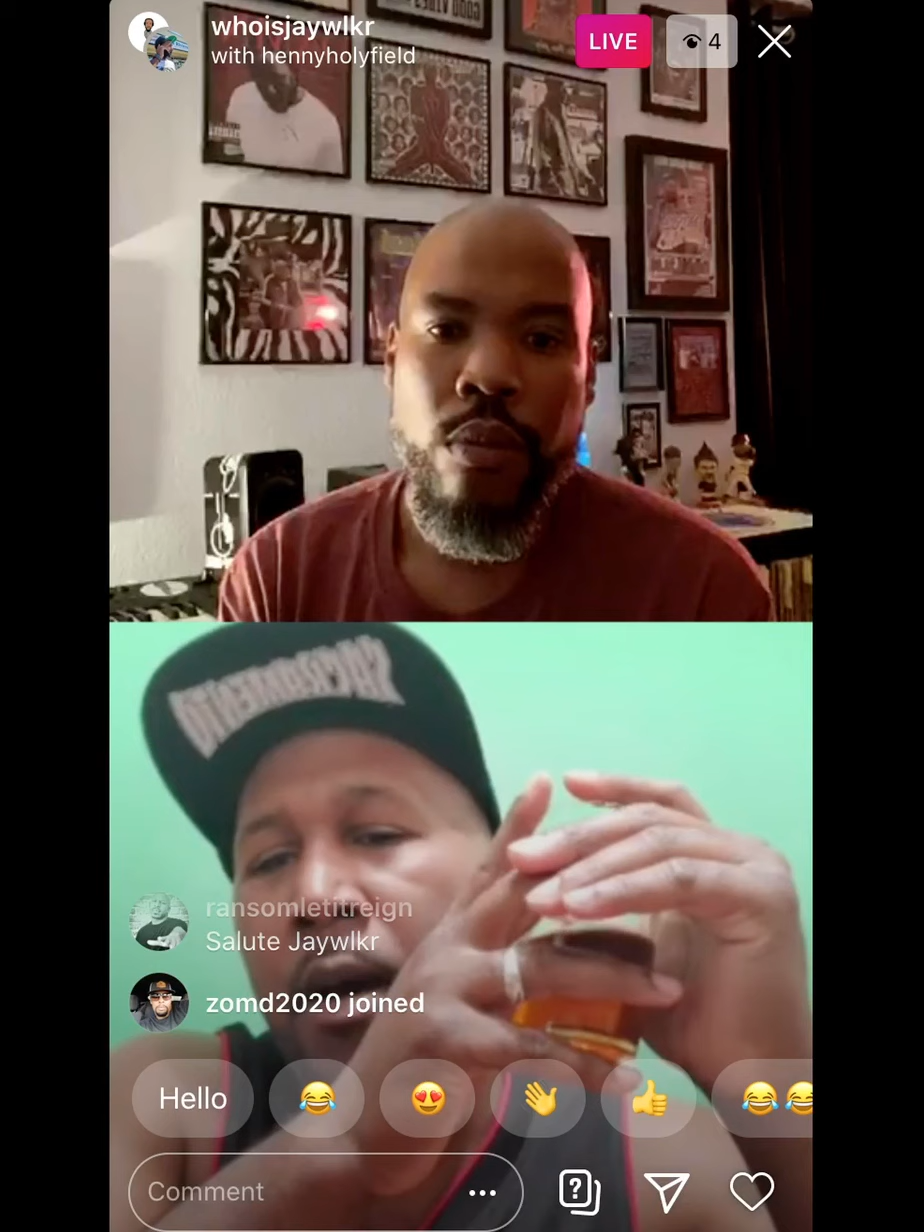 whoisjaywlkr
with hennyholyfield
LIVE
4
ransomletitreign
Salute Jaywlkr
zomd2020 joined
Hello
Comment